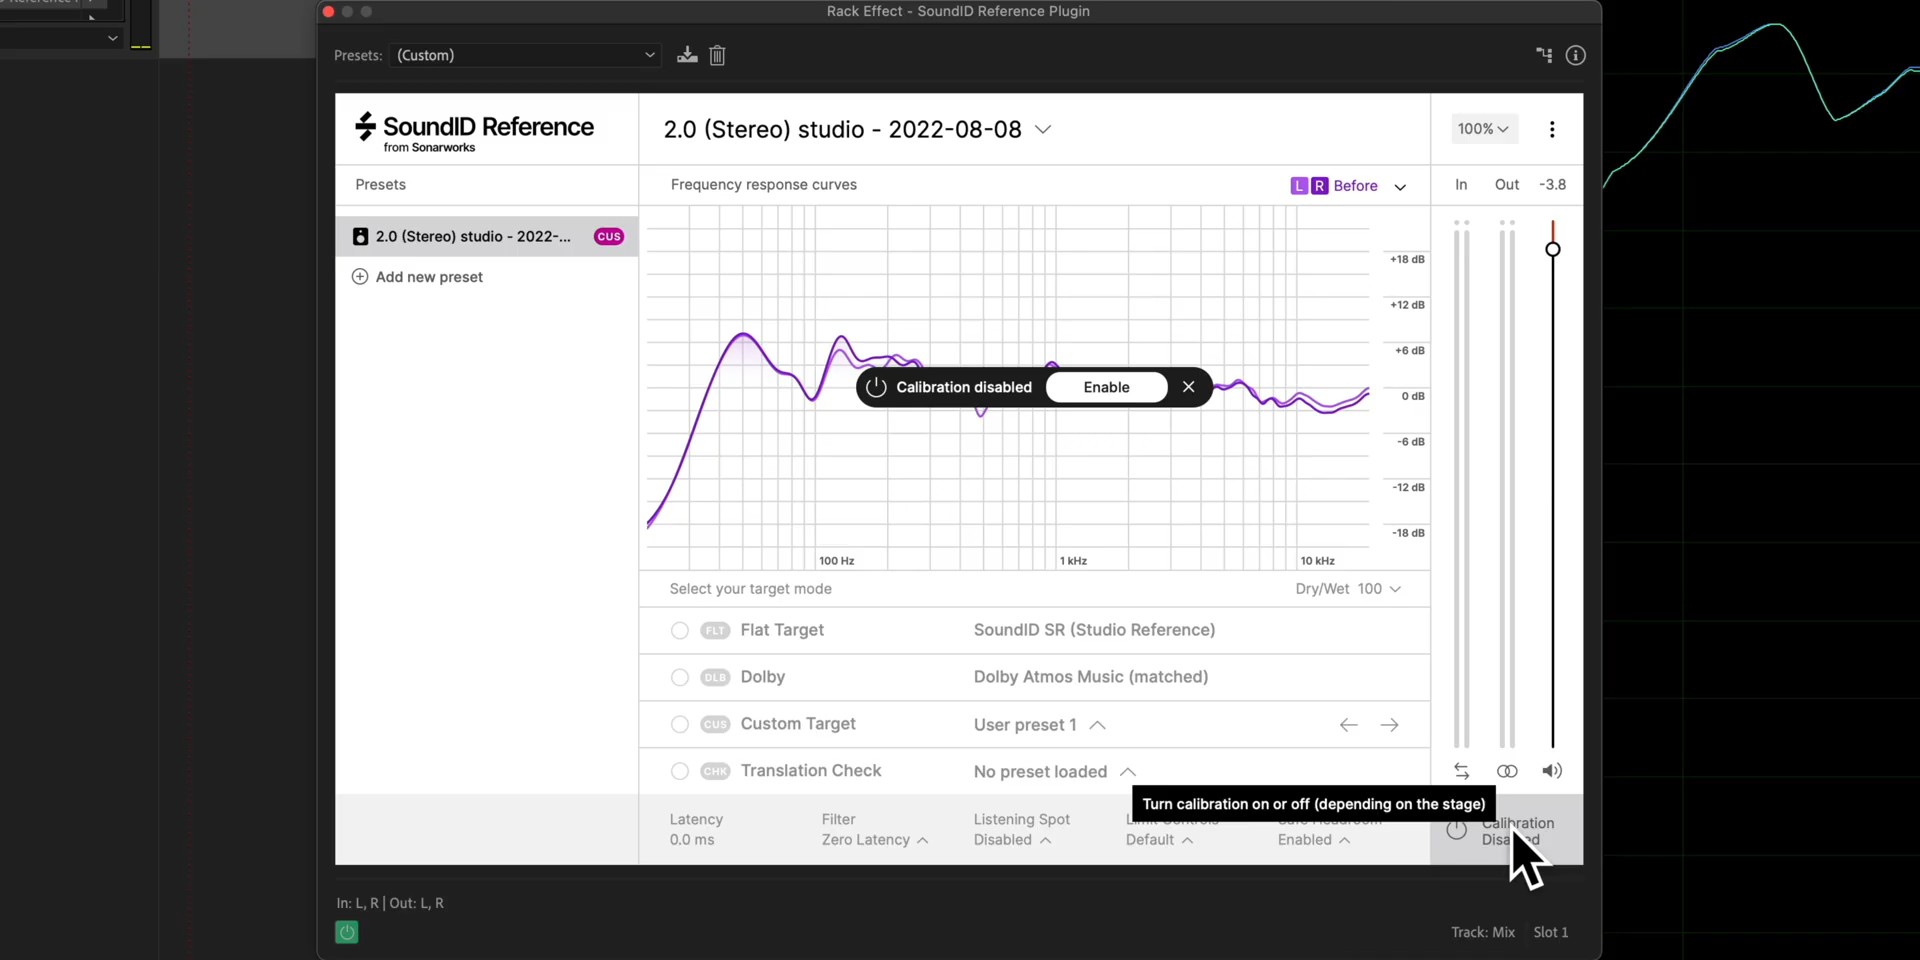 Rack Effect - SoundID Reference Plugin
Presets: (Custom)
SoundID Reference
from Sonarworks
2.0 (Stereo) studio - 2022-08-08
100%
Presets
Frequency response curves
L R Before
In Out -3.8
2.0 (Stereo) studio - 2022-... CUS
Add new preset
+18 dB
+12 dB
+6 dB
Calibration disabled Enable
0 dB
-6 dB
-12 dB
-18 dB
100 Hz 1 kHz 10 kHz
Select your target mode Dry/Wet 100
FLT Flat Target SoundID SR (Studio Reference)
DLB Dolby Dolby Atmos Music (matched)
CUS Custom Target User preset 1
CHK Translation Check No preset loaded
Turn calibration on or off (depending on the stage)
Latency Filter Listening Spot
Calibration
0.0 ms Zero Latency Disabled Default Enabled
In: L, R | Out: L, R
Track: Mix Slot 1